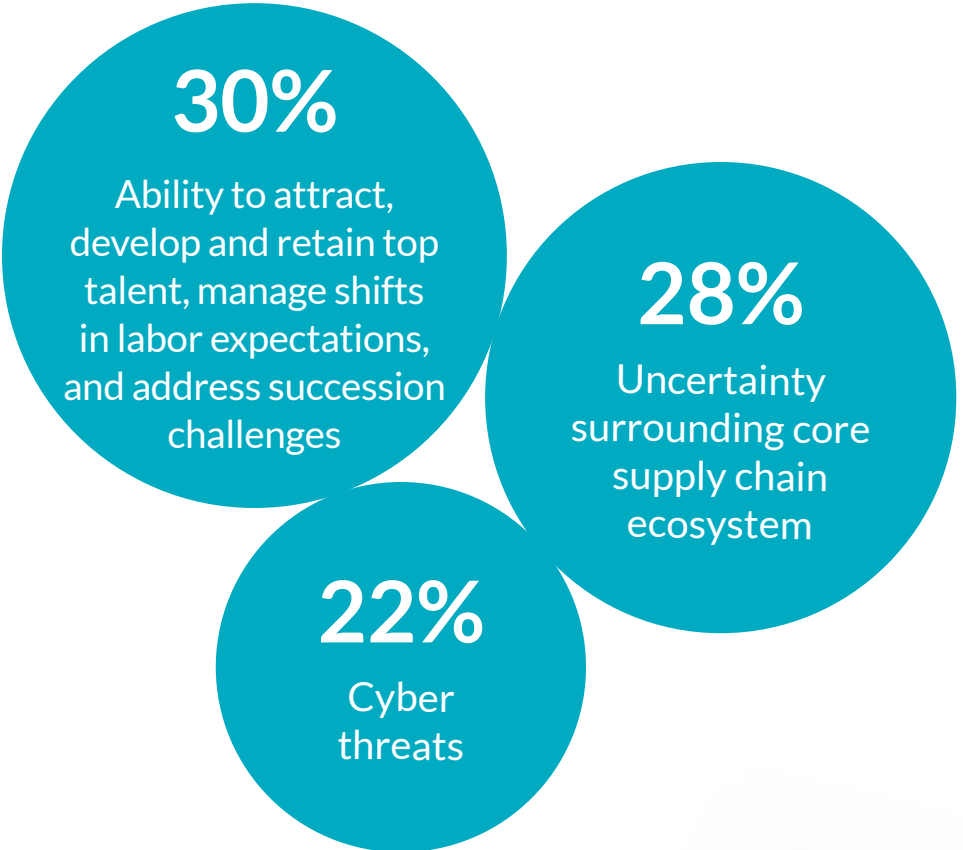 30%
Ability to attract,
develop and retain top
talent, manage shifts
in labor expectations,
and address succession
challenges
28%
Uncertainty
surrounding core
supply chain
ecosystem
22%
Cyber
threats